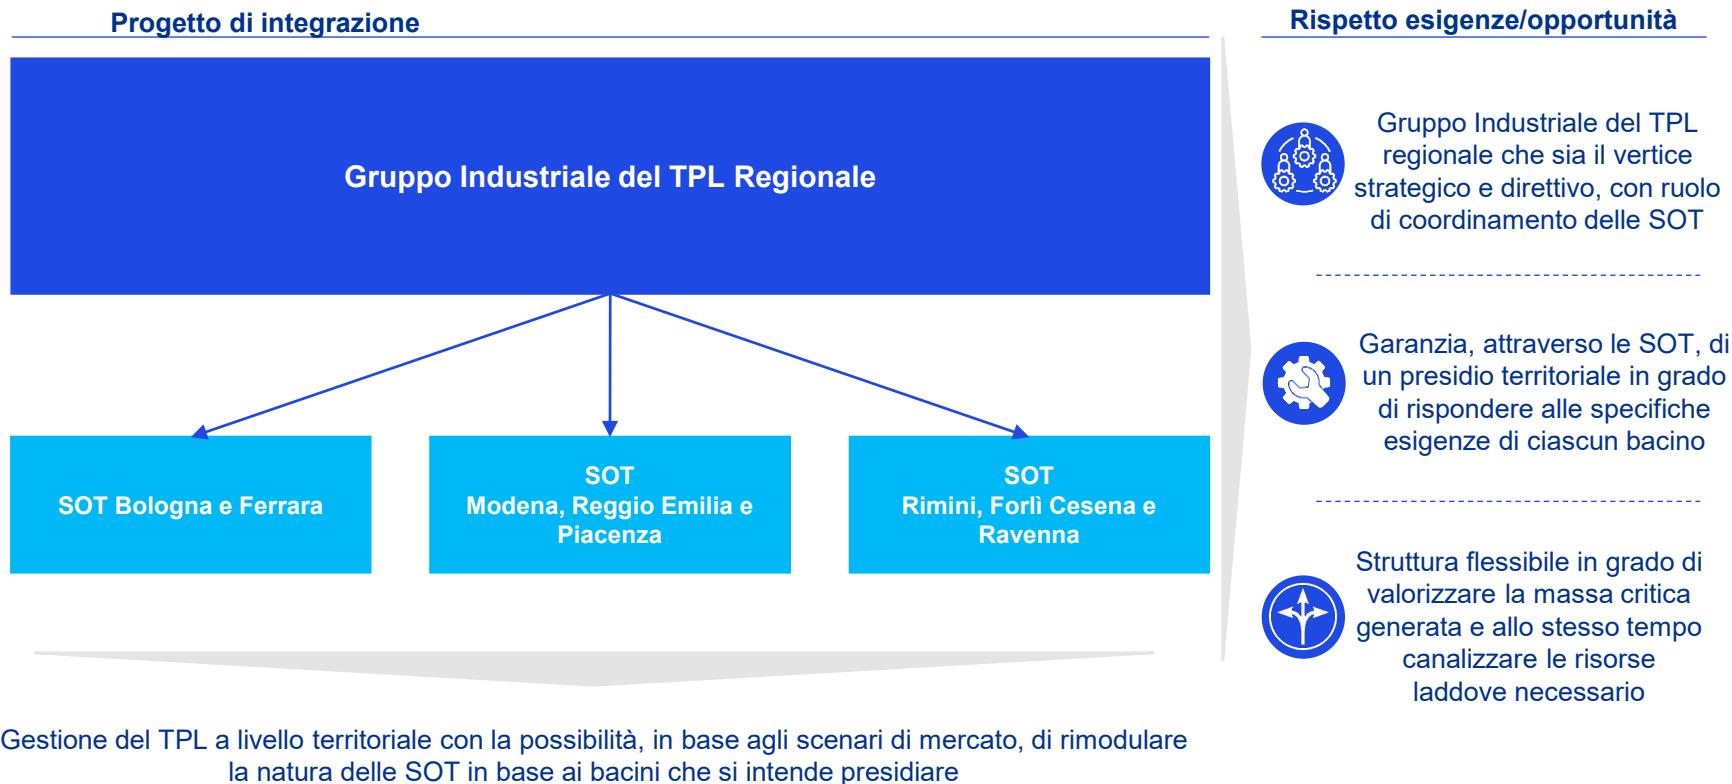 Progetto di integrazione
Gruppo Industriale del TPL Regionale
SOT Bologna e Ferrara
SOT
Modena, Reggio Emilia e
Piacenza
SOT
Rimini, Forlì Cesena e
Ravenna
Gestione del TPL a livello territoriale con la possibilità, in base agli scenari di mercato, di rimodulare
la natura delle SOT in base ai bacini che si intende presidiare
Rispetto esigenze/opportunità
Gruppo Industriale del TPL
regionale che sia il vertice
strategico e direttivo, con ruolo
di coordinamento delle SOT
Garanzia, attraverso le SOT, di
un presidio territoriale in grado
di rispondere alle specifiche
esigenze di ciascun bacino
Struttura flessibile in grado di
valorizzare la massa critica
generata e allo stesso tempo
canalizzare le risorse
laddove necessario